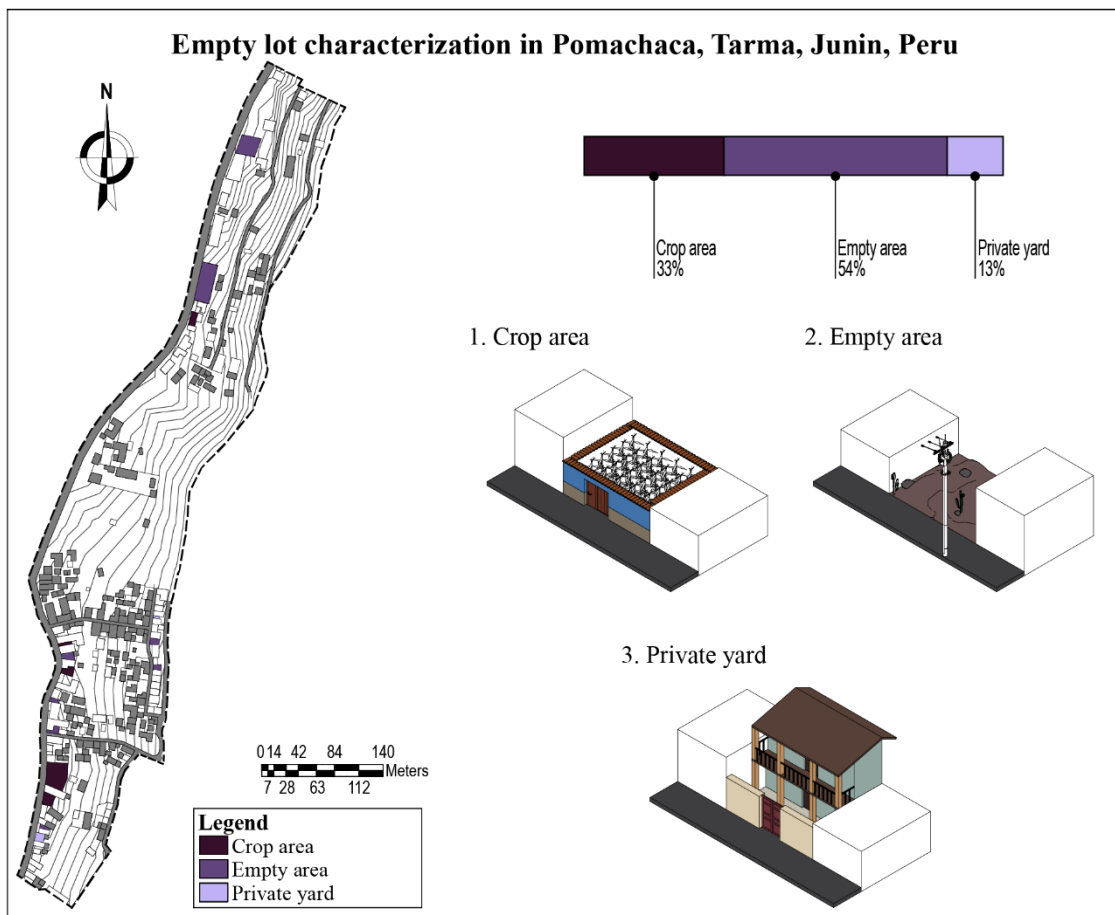 Empty lot characterization in Pomachaca, Tarma, Junin, Peru
N
Crop area
33%
Empty area
54%
Private yard
13%
1. Crop area
2. Empty area
3. Private yard
0 14 42 84 140
Meters
7 28 63 112
Legend
Crop area
Empty area
Private yard